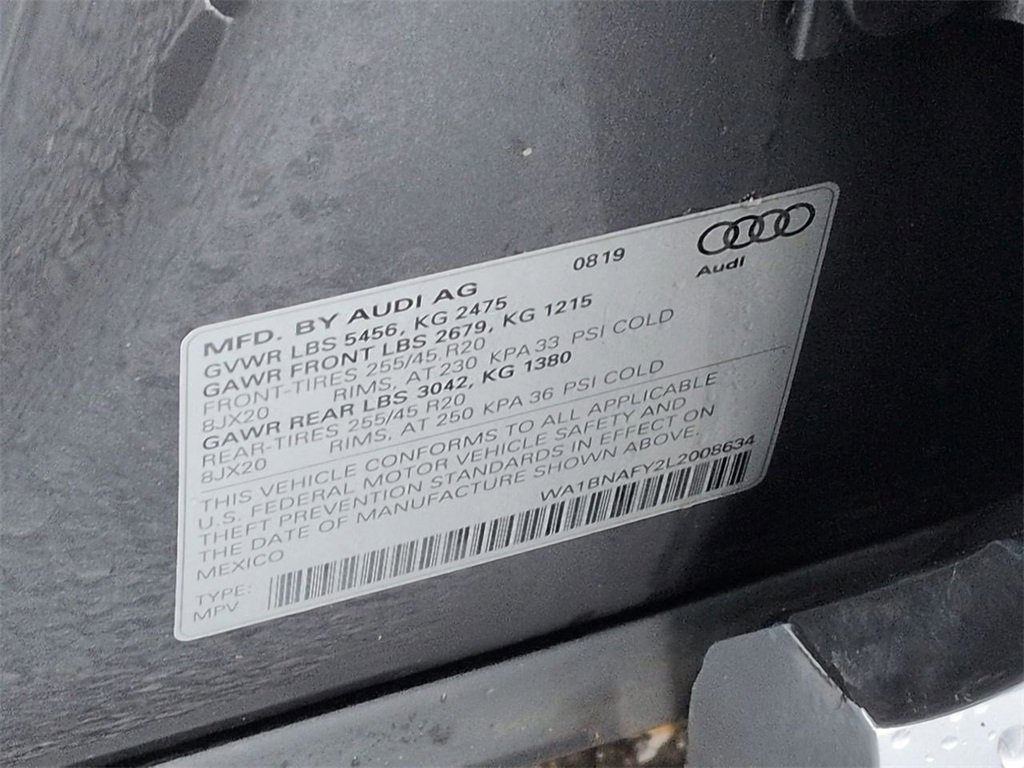 Audi
0819
MFD. BY AUDI AG
GVWR LBS 5456, KG 2475
GAWR FRONT LBS 2679, KG 1215
FRONT-TIRES 255/45 R20
8JX20 RIMS, AT 230 KPA 33 PSI COLD
GAWR REAR LBS 3042, KG 1380
REAR-TIRES 255/45 R20
8JX20 RIMS, AT 250 KPA 36 PSI COLD
THIS VEHICLE CONFORMS TO ALL APPLICABLE
U.S. FEDERAL MOTOR VEHICLE SAFETY AND
THEFT PREVENTION STANDARDS IN EFFECT ON
THE DATE OF MANUFACTURE SHOWN ABOVE.
MEXICO WA1BNAFY2L2008634
TYPE:
MPV